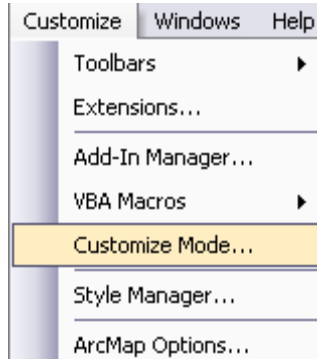 Customize Windows Help
Toolbars
Extensions...
Add-In Manager...
VBA Macros
Customize Mode...
Style Manager...
ArcMap Options...